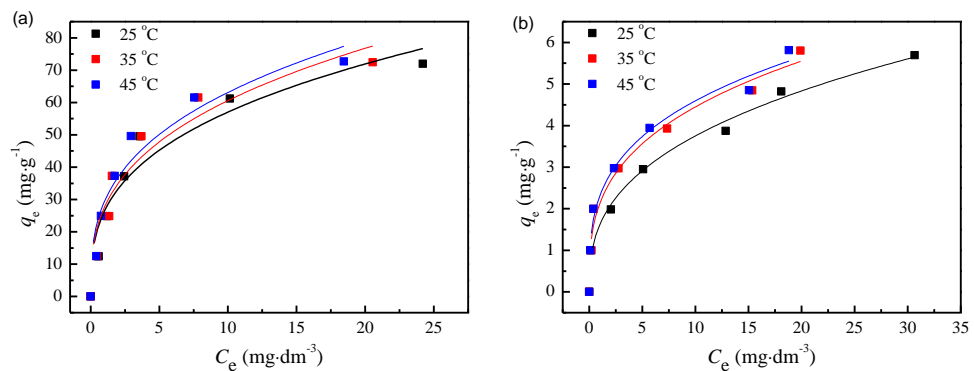 (a)
25 °C
35 °C
45 °C
80
70
60
50
40
30
20
10
0
qe (mg·g-1)
0 5 10 15 20 25
Ce (mg·dm-3)
(b)
25 °C
35 °C
45 °C
6
5
4
3
2
1
0
qe (mg·g-1)
0 5 10 15 20 25 30 35
Ce (mg·dm-3)